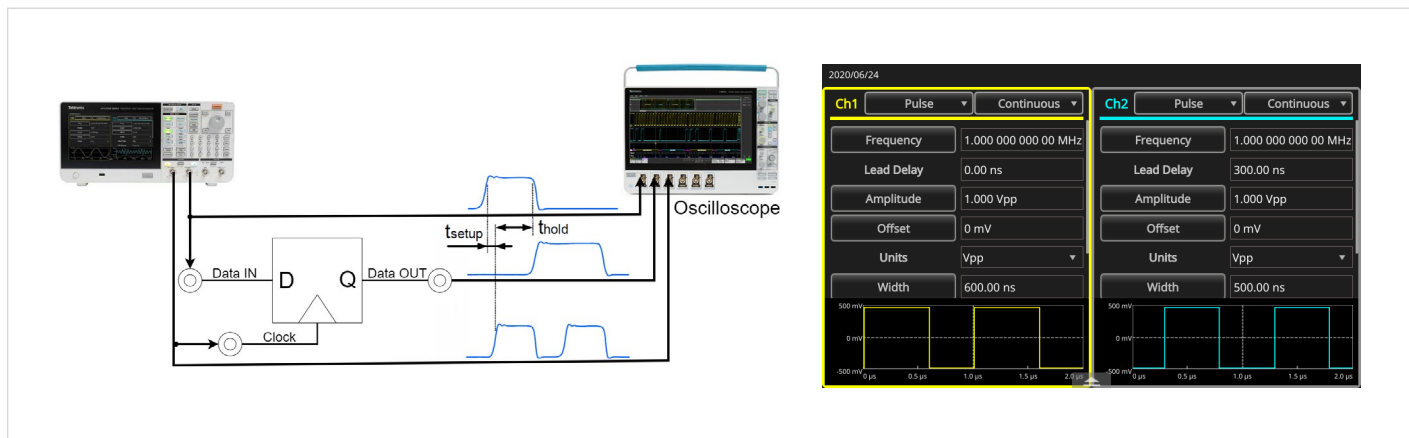 Oscilloscope
tsetup
thold
Data IN
D
Q
Data OUT
Clock
2020/06/24
Ch1 Pulse Continuous
Frequency 1.000 000 000 00 MHz
Lead Delay 0.00 ns
Amplitude 1.000 Vpp
Offset 0 mV
Units Vpp
Width 600.00 ns
500 mV
0 mV
-500 mV
0 µs 0.5 µs 1.0 µs 1.5 µs 2.0 µs
Ch2 Pulse Continuous
Frequency 1.000 000 000 00 MHz
Lead Delay 300.00 ns
Amplitude 1.000 Vpp
Offset 0 mV
Units Vpp
Width 500.00 ns
500 mV
0 mV
-500 mV
0 µs 0.5 µs 1.0 µs 1.5 µs 2.0 µs